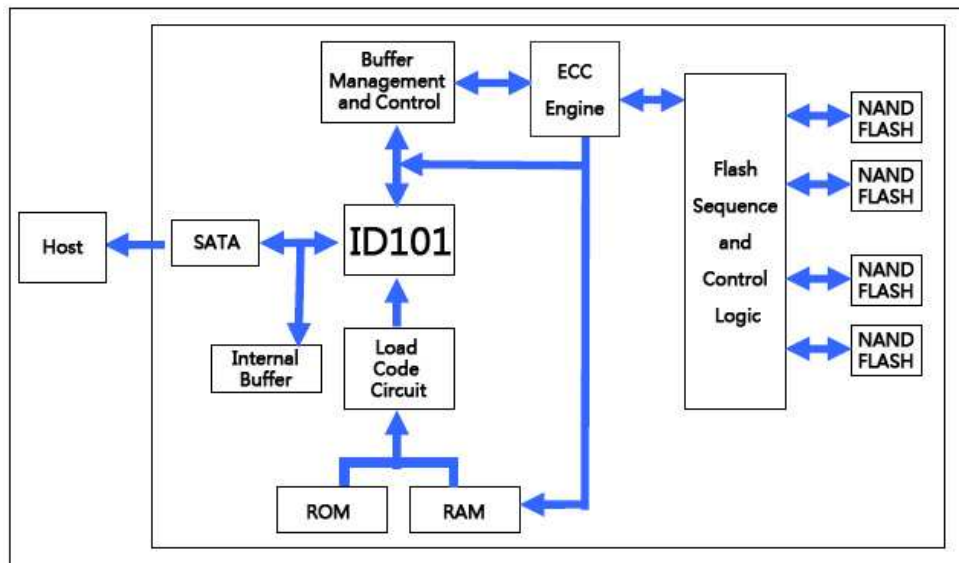 Buffer
Management
and Control
ECC
Engine
NAND
FLASH
NAND
FLASH
Flash
Sequence
and
Control
Logic
NAND
FLASH
NAND
FLASH
Host
SATA
ID101
Internal
Buffer
Load
Code
Circuit
ROM
RAM